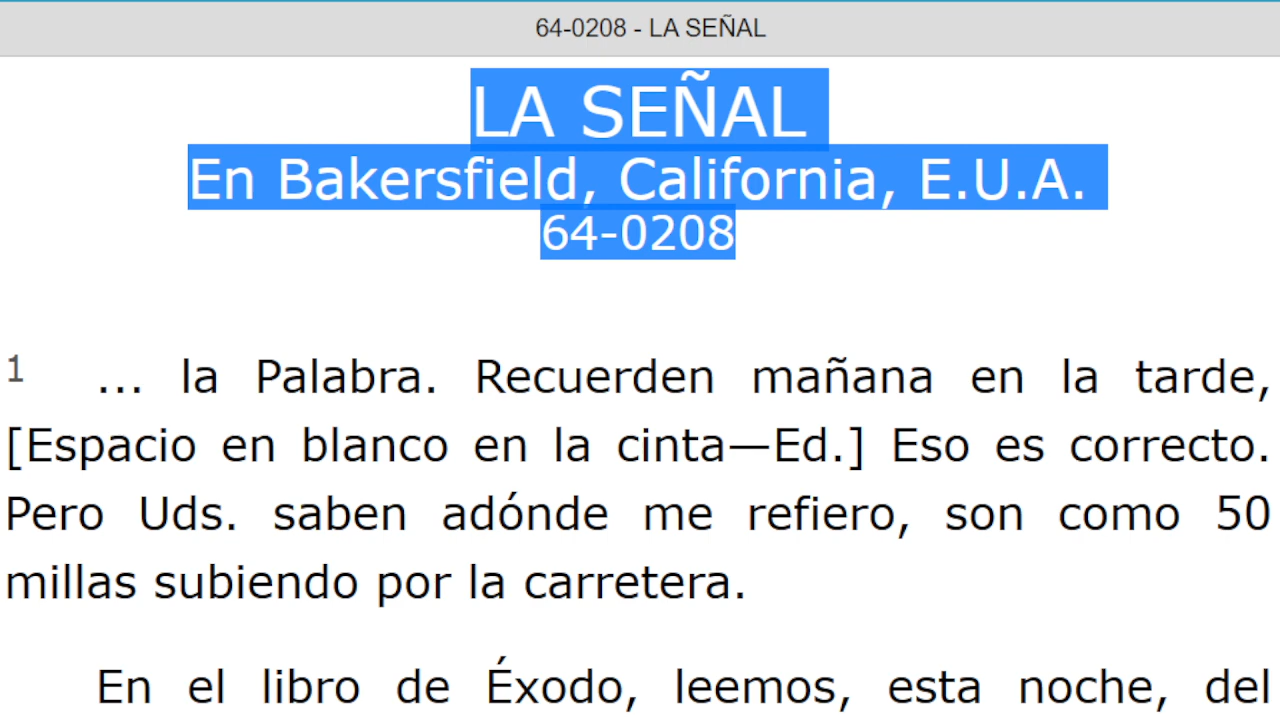 64-0208 - LA SEÑAL
LA SEÑAL
En Bakersfield, California, E.U.A.
64-0208
1 ... la Palabra. Recuerden mañana en la tarde,
[Espacio en blanco en la cinta—Ed.] Eso es correcto.
Pero Uds. saben adónde me refiero, son como 50
millas subiendo por la carretera.
En el libro de Éxodo, leemos, esta noche, del